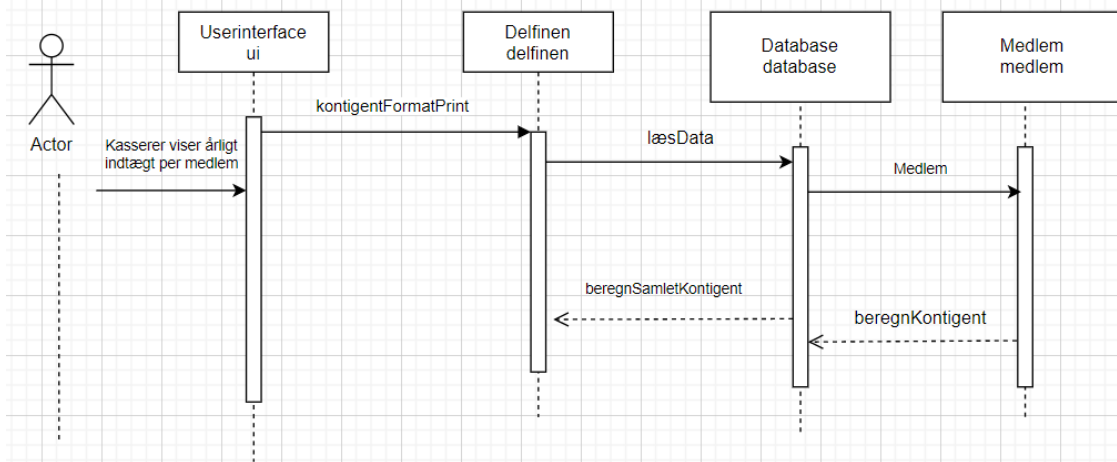 Userinterface
ui
Delfinen
delfinen
Database
database
Medlem
medlem
Actor
Kasserer viser årligt
indtægt per medlem
kontigentFormatPrint
læsData
Medlem
beregnSamletKontigent
beregnKontigent